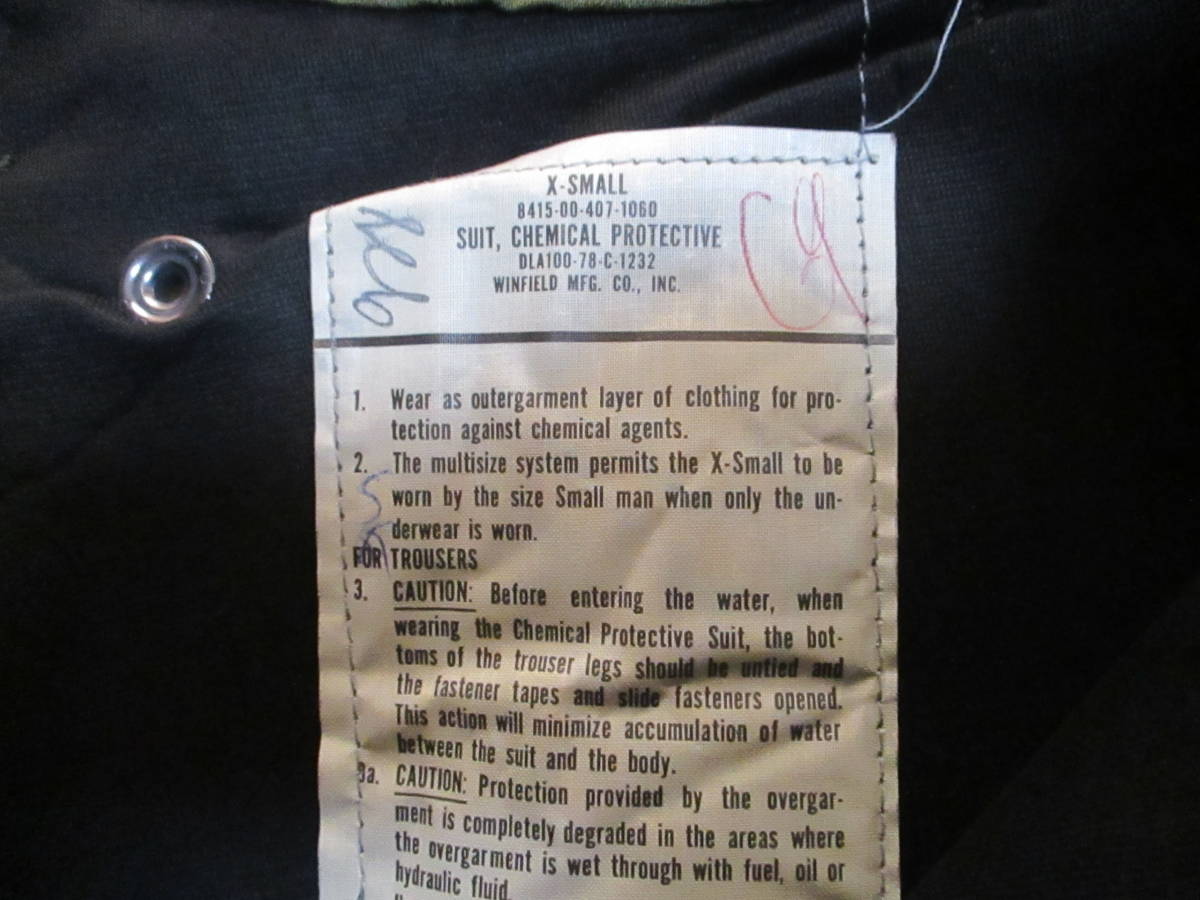 X-SMALL
8415-00-407-1060
SUIT, CHEMICAL PROTECTIVE
DLA100-78-C-1232
WINFIELD MFG. CO., INC.
1. Wear as outergarment layer of clothing for pro-
tection against chemical agents.
2. The multisize system permits the X-Small to be
worn by the size Small man when only the un-
derwear is worn.
FOR TROUSERS
3. CAUTION: Before entering the water, when
wearing the Chemical Protective Suit, the bot-
toms of the trouser legs should be untied and
the fastener tapes and slide fasteners opened.
This action will minimize accumulation of water
between the suit and the body.
3a. CAUTION: Protection provided by the overgar-
ment is completely degraded in the areas where
the overgarment is wet through with fuel, oil or
hydraulic fluid